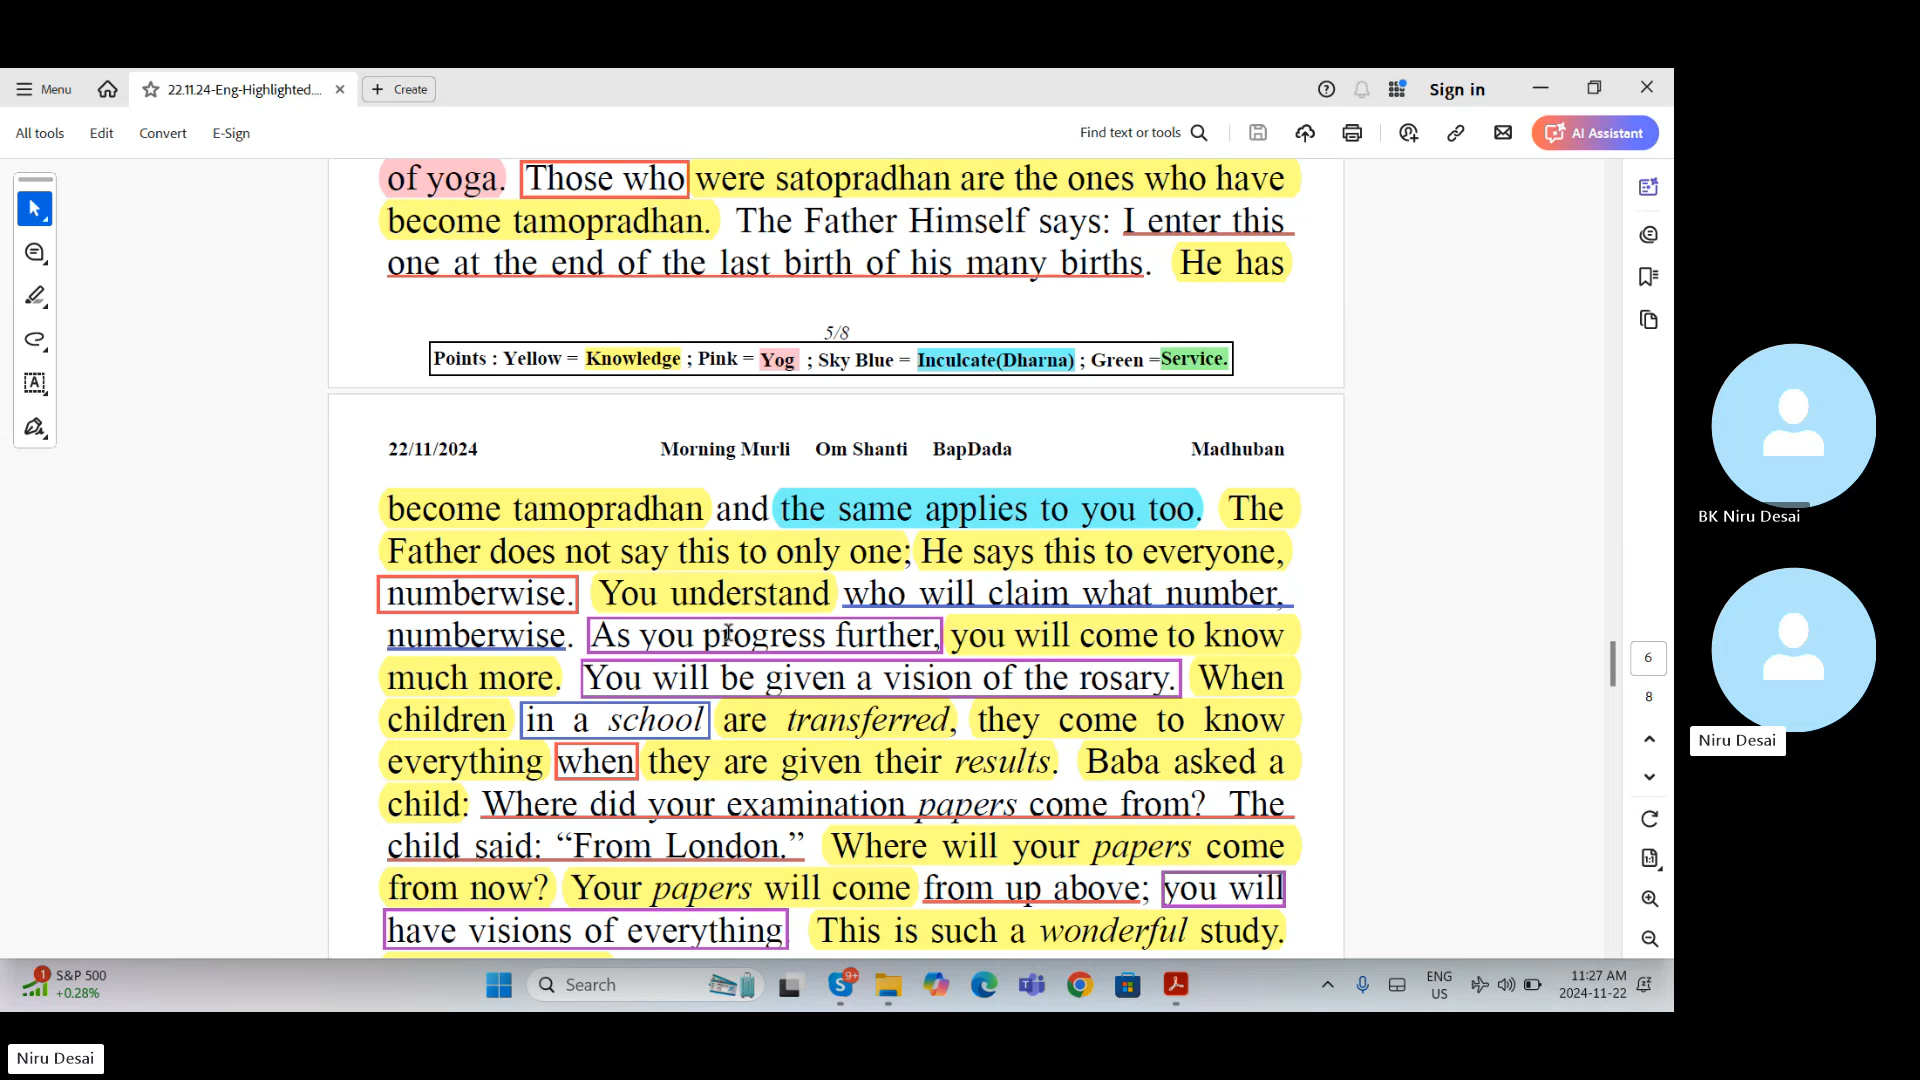 Menu
22.11.24-Eng-Highlighted....
Create
Sign in
All tools
Edit
Convert
E-Sign
Find text or tools
AI Assistant
of yoga. Those who were satopradhan are the ones who have
become tamopradhan. The Father Himself says: I enter this
one at the end of the last birth of his many births. He has
5/8
Points : Yellow = Knowledge ; Pink = Yog ; Sky Blue = Inculcate(Dharna) ; Green =Service.
22/11/2024 Morning Murli Om Shanti BapDada Madhuban
become tamopradhan and the same applies to you too. The
Father does not say this to only one; He says this to everyone,
numberwise. You understand who will claim what number,
numberwise. As you progress further, you will come to know
much more. You will be given a vision of the rosary. When
children in a school are transferred, they come to know
everything when they are given their results. Baba asked a
child: Where did your examination papers come from? The
child said: “From London.” Where will your papers come
from now? Your papers will come from up above; you will
have visions of everything. This is such a wonderful study.
6
8
BK Niru Desai
Niru Desai
1
S&P 500
+0.28%
Search
9+
ENG
US
11:27 AM
2024-11-22
Niru Desai